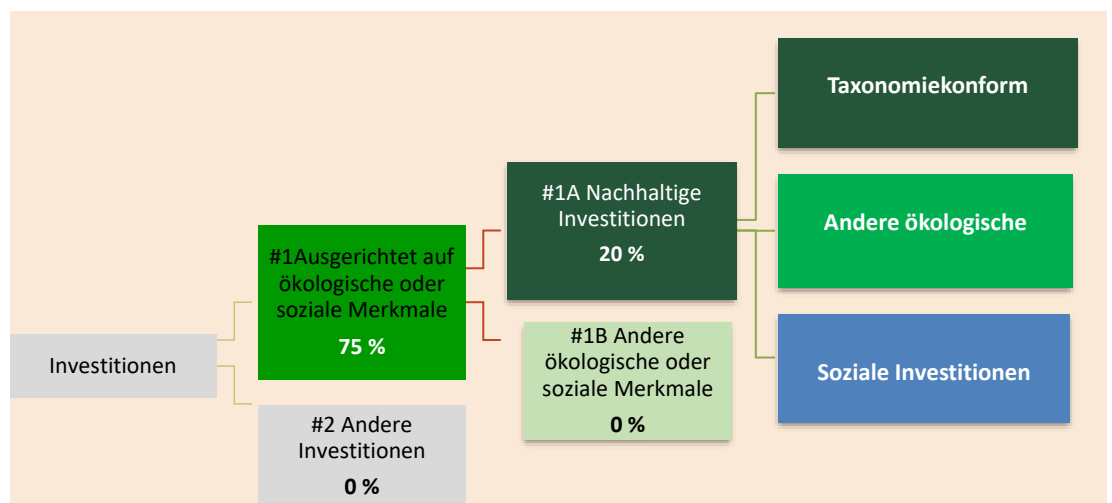 Investitionen
#1Ausgerichtet auf
ökologische oder
soziale Merkmale
75 %
#2 Andere
Investitionen
0 %
#1A Nachhaltige
Investitionen
20 %
#1B Andere
ökologische oder
soziale Merkmale
0 %
Taxonomiekonform
Andere ökologische
Soziale Investitionen